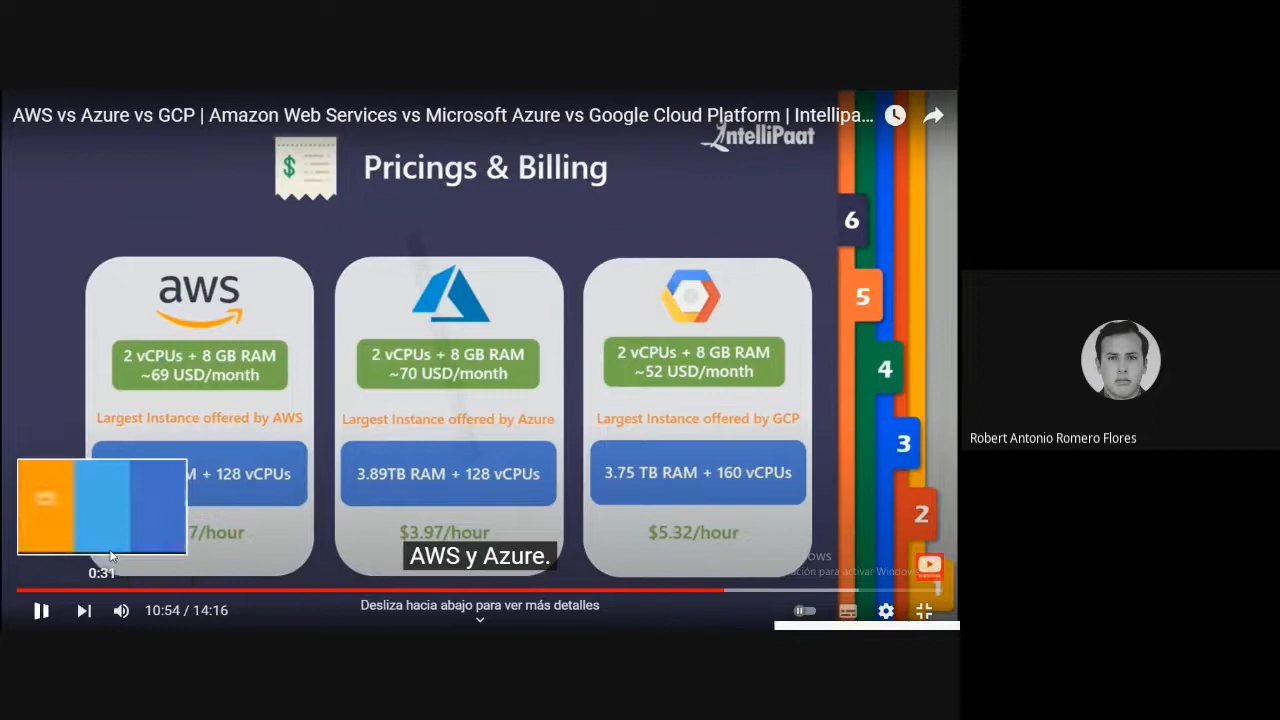 AWS vs Azure vs GCP | Amazon Web Services vs Microsoft Azure vs Google Cloud Platform | Intellipa...
IntelliPaat
$
Pricings & Billing
6
5
4
3
2
1
aws
2 vCPUs + 8 GB RAM
~69 USD/month
Largest Instance offered by AWS
+ 128 vCPUs
/hour
2 vCPUs + 8 GB RAM
~70 USD/month
Largest Instance offered by Azure
3.89TB RAM + 128 vCPUs
$3.97/hour
2 vCPUs + 8 GB RAM
~52 USD/month
Largest Instance offered by GCP
3.75 TB RAM + 160 vCPUs
$5.32/hour
AWS y Azure.
para activar Window
0:31
10:54 / 14:16
Desliza hacia abajo para ver más detalles
Robert Antonio Romero Flores